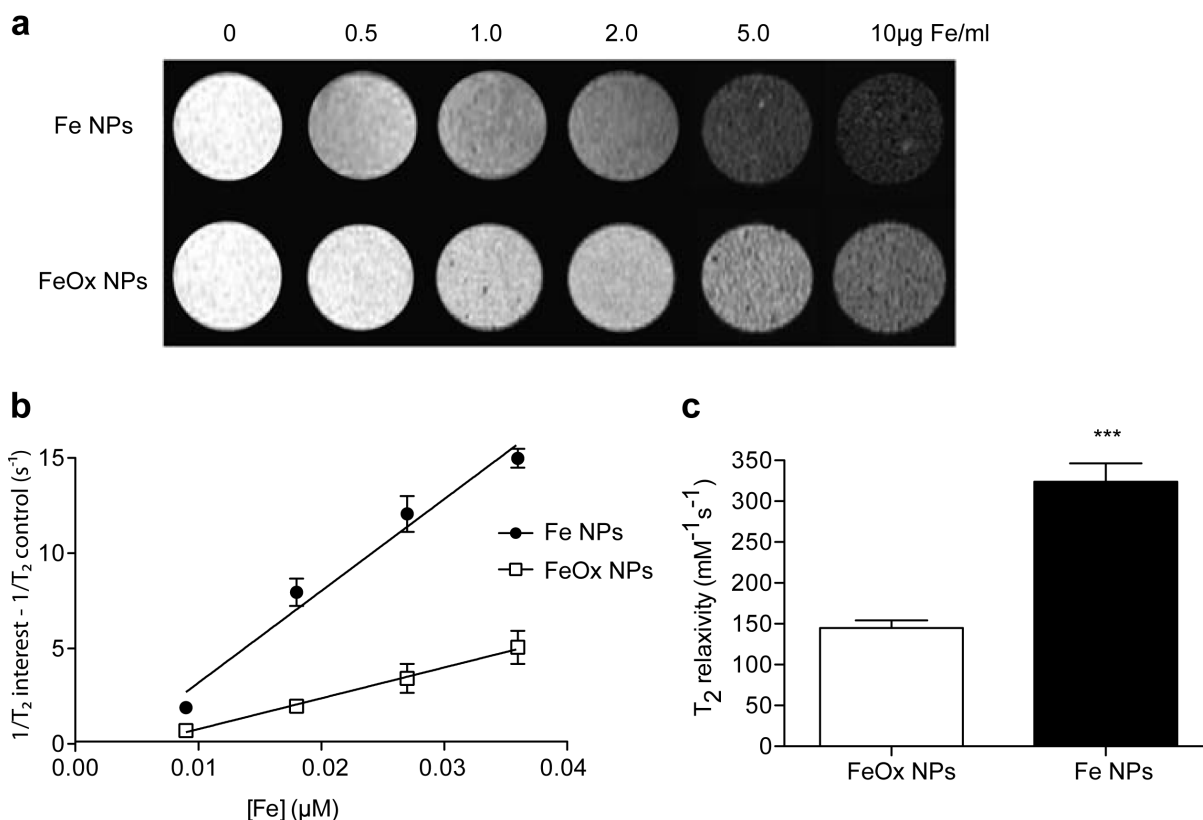 a
0 0.5 1.0 2.0 5.0 10µg Fe/ml
Fe NPs
FeOx NPs
b
1/T₂ interest - 1/T₂ control (s⁻¹)
15
10
5
0
0.00 0.01 0.02 0.03 0.04
[Fe] (µM)
Fe NPs
FeOx NPs
c
T₂ relaxivity (mM⁻¹s⁻¹)
***
350
300
250
200
150
100
50
0
FeOx NPs Fe NPs